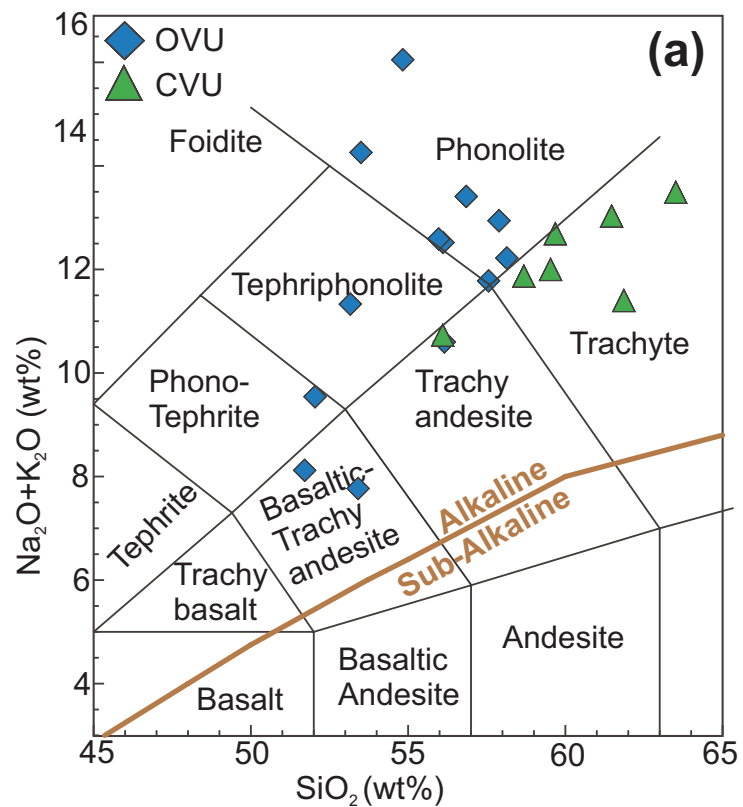 16
OVU
(a)
CVU
14
Foidite
Phonolite
12
Tephriphonolite
Trachyte
10
Phono-
Tephrite
Trachy
andesite
8
Basaltic-
Trachy
andesite
Alkaline
Sub-Alkaline
Tephrite
6
Trachy
basalt
Andesite
Basaltic
Andesite
4
Basalt
Na₂O+K₂O (wt%)
45 50 55 60 65
SiO₂ (wt%)